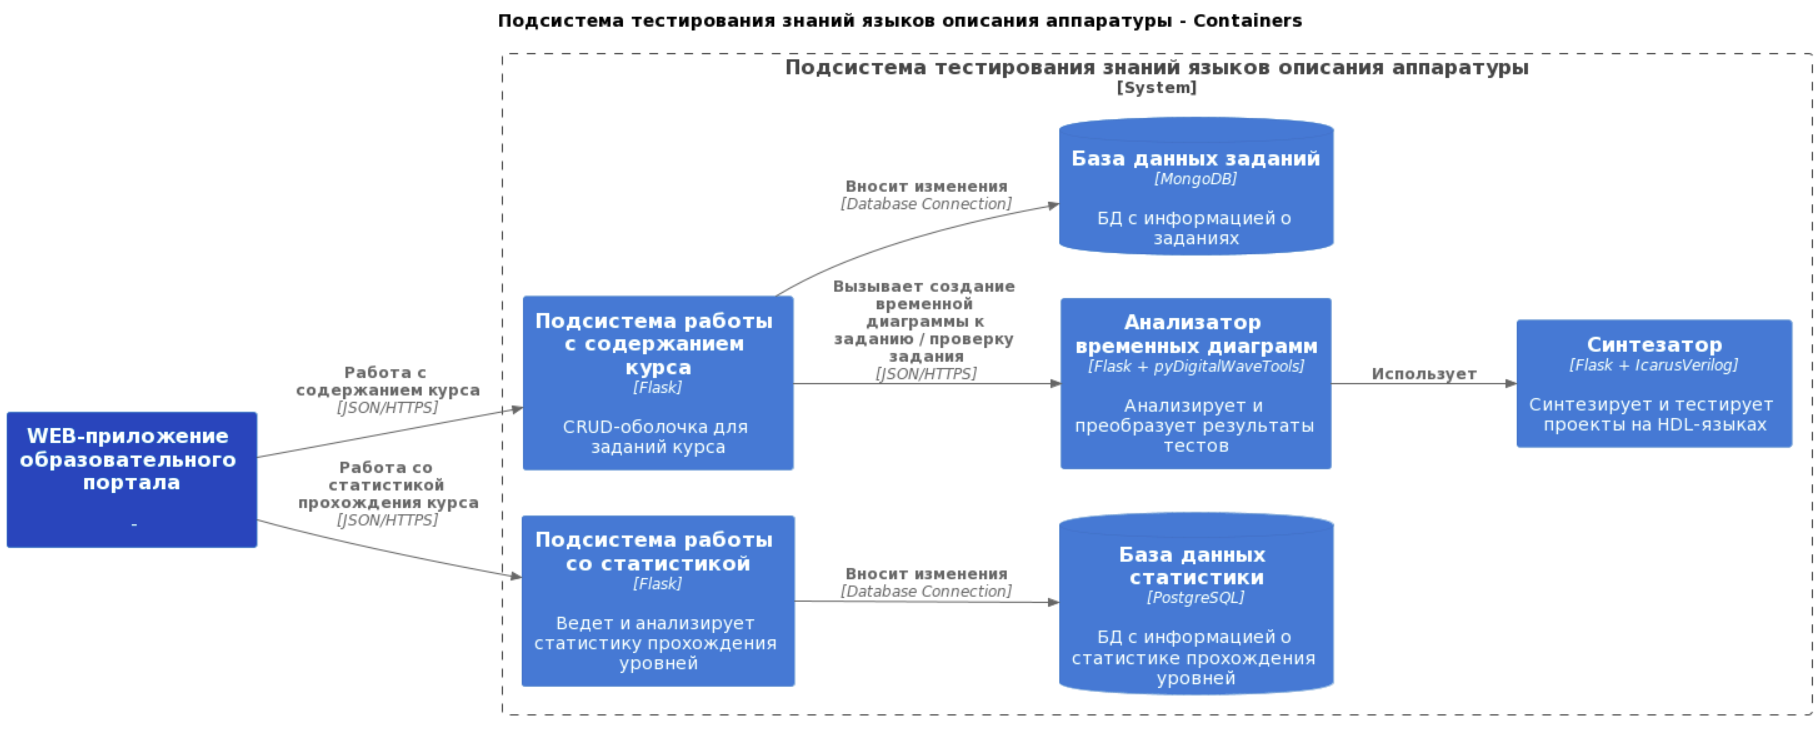 Подсистема тестирования знаний языков описания аппаратуры - Containers
Подсистема тестирования знаний языков описания аппаратуры
[System]
WEB-приложение
образовательного
портала
-
Работа с
содержанием курса
[JSON/HTTPS]
Работа со
статистикой
прохождения курса
[JSON/HTTPS]
Подсистема работы
с содержанием
курса
[Flask]
CRUD-оболочка для
заданий курса
Подсистема работы
со статистикой
[Flask]
Ведет и анализирует
статистику прохождения
уровней
Вносит изменения
[Database Connection]
Вызывает создание
временной
диаграммы к
заданию / проверку
задания
[JSON/HTTPS]
Вносит изменения
[Database Connection]
База данных заданий
[MongoDB]
БД с информацией о
заданиях
Анализатор
временных диаграмм
[Flask + pyDigitalWaveTools]
Анализирует и
преобразует результаты
тестов
База данных
статистики
[PostgreSQL]
БД с информацией о
статистике прохождения
уровней
Использует
Синтезатор
[Flask + IcarusVerilog]
Синтезирует и тестирует
проекты на HDL-языках